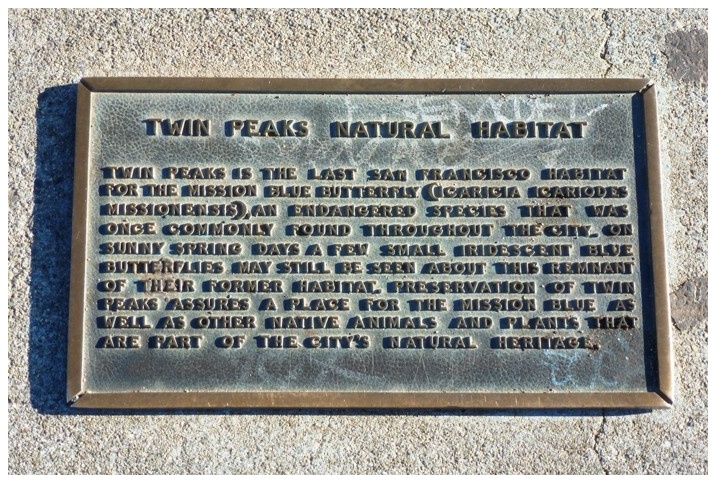 TWIN PEAKS NATURAL HABITAT
TWIN PEAKS IS THE LAST SAN FRANCISCO HABITAT
FOR THE MISSION BLUE BUTTERFLY (ICARICIA ICARIODES
MISSIONENSIS), AN ENDANGERED SPECIES THAT WAS
ONCE COMMONLY FOUND THROUGHOUT THE CITY. ON
SUNNY SPRING DAYS A FEW SMALL IRIDESCENT BLUE
BUTTERFLIES MAY STILL BE SEEN ABOUT THIS REMNANT
OF THEIR FORMER HABITAT. PRESERVATION OF TWIN
PEAKS ASSURES A PLACE FOR THE MISSION BLUE AS
WELL AS OTHER NATIVE ANIMALS AND PLANTS THAT
ARE PART OF THE CITY'S NATURAL HERITAGE.